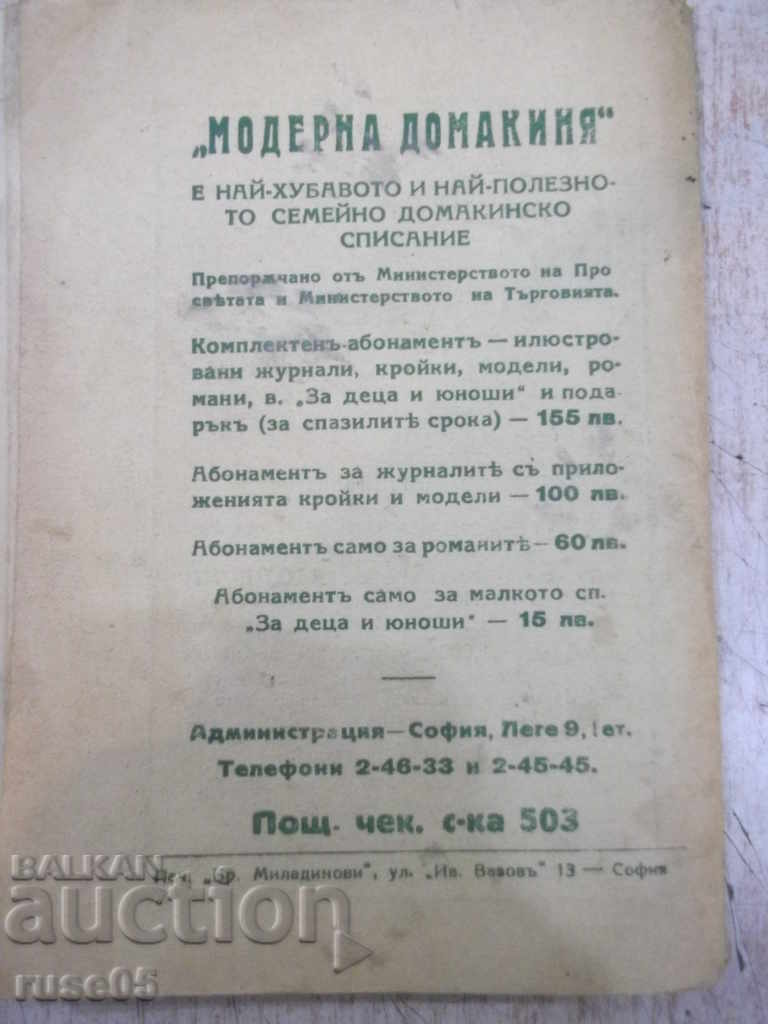 „МОДЕРНА ДОМАКИНЯ“
Е НАЙ-ХУБАВОТО И НАЙ-ПОЛЕЗНО-
ТО СЕМЕЙНО ДОМАКИНСКО
СПИСАНИЕ
Препорѫчано отъ Министерството на Про
свѣтата и Министерството на Търговията.
Комплектенъ абонаментъ — илюстро-
вани журнали, кройки, модели, ро-
мани, в. „За деца и юноши“ и пода-
ръкъ (за спазилитѣ срока) — 155 лв.
Абонаментъ за журналитѣ съ прило-
женията кройки и модели — 100 лв.
Абонаментъ само за романитѣ — 60 лв.
Абонаментъ само за малкото сп.
„За деца и юноши“ — 15 лв.
Администрация — София, Леге 9, I ет.
Телефони 2-46-33 и 2-45-45.
Пощ. чек. с-ка 503
Печ. „Бр. Миладинови“, ул. „Ив. Вазовъ“ 13 — София
BALKAN
auction
ruse05